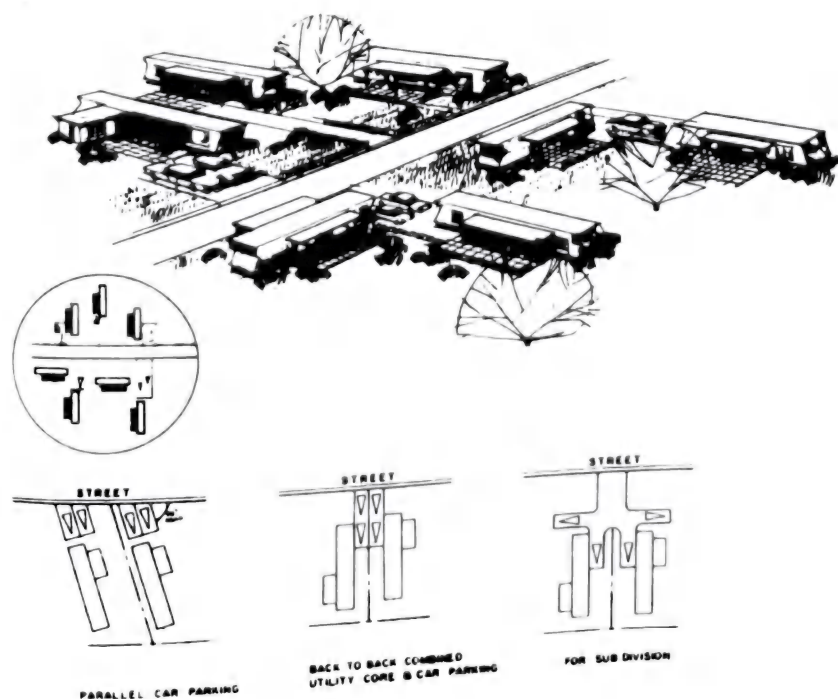 STREET
STREET
STREET
PARALLEL CAR PARKING
BACK TO BACK COMBINED
UTILITY CORE & CAR PARKING
FOR SUB DIVISION